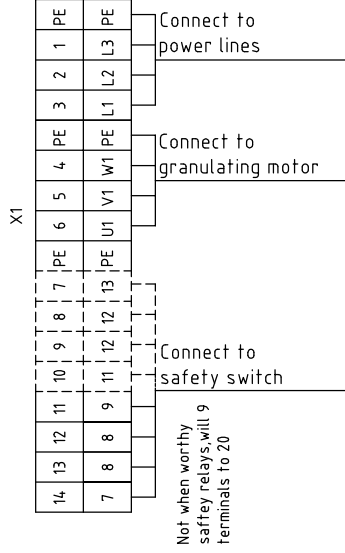 X1
PE PE
1 L3
2 L2
3 L1
PE PE
4 W1
5 V1
6 U1
PE PE
7 13
8 12
9 12
10 11
11 9
12 8
13 8
14 7
Connect to
power lines
Connect to
granulating motor
Connect to
safety switch
Not when worthy
saftey relays,will 9
terminals to 20